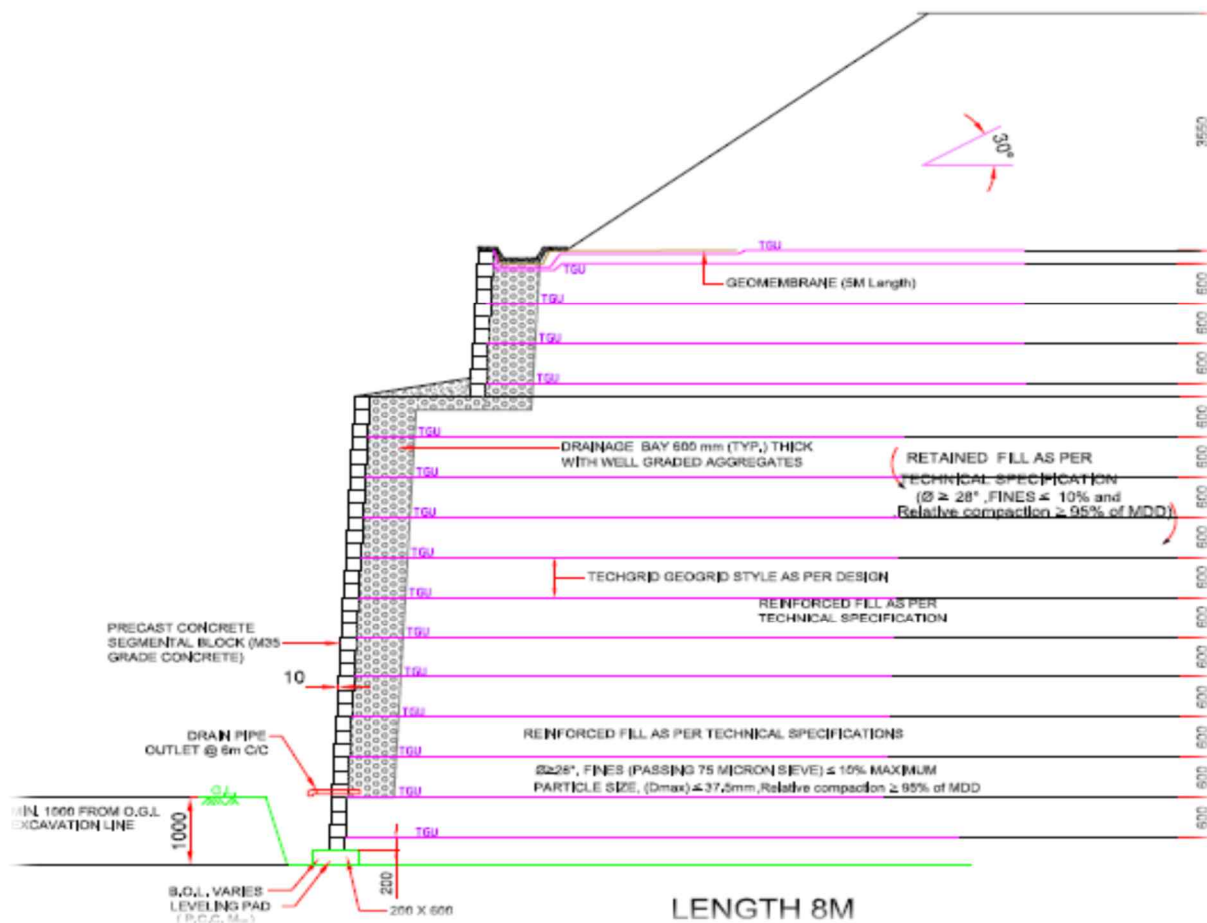 3550
30°
TGU
TGU
GEOMEMBRANE (5M Length)
600
TGU
600
TGU
600
TGU
600
TGU
DRAINAGE BAY 600 mm (TYP.) THICK
WITH WELL GRADED AGGREGATES
RETAINED FILL AS PER
TECHNICAL SPECIFICATION
(Ø ≥ 28°, FINES ≤ 10% and
Relative compaction ≥ 95% of MDD)
600
TGU
600
TGU
600
TGU
TECHGRID GEOGRID STYLE AS PER DESIGN
600
TGU
REINFORCED FILL AS PER
TECHNICAL SPECIFICATION
PRECAST CONCRETE
SEGMENTAL BLOCK (M35
GRADE CONCRETE)
600
TGU
600
TGU
10
600
TGU
DRAIN PIPE
OUTLET @ 6m C/C
REINFORCED FILL AS PER TECHNICAL SPECIFICATIONS
600
TGU
Ø≥28°, FINES (PASSING 75 MICRON SIEVE) ≤ 10% MAXIMUM
PARTICLE SIZE, (Dmax) ≤ 37.5mm, Relative compaction ≥ 95% of MDD
600
TGU
MIN. 1000 FROM O.G.L
EXCAVATION LINE
1000
600
TGU
200
B.O.L. VARIES
LEVELING PAD
(P.C.C.
200 X 600
LENGTH 8M